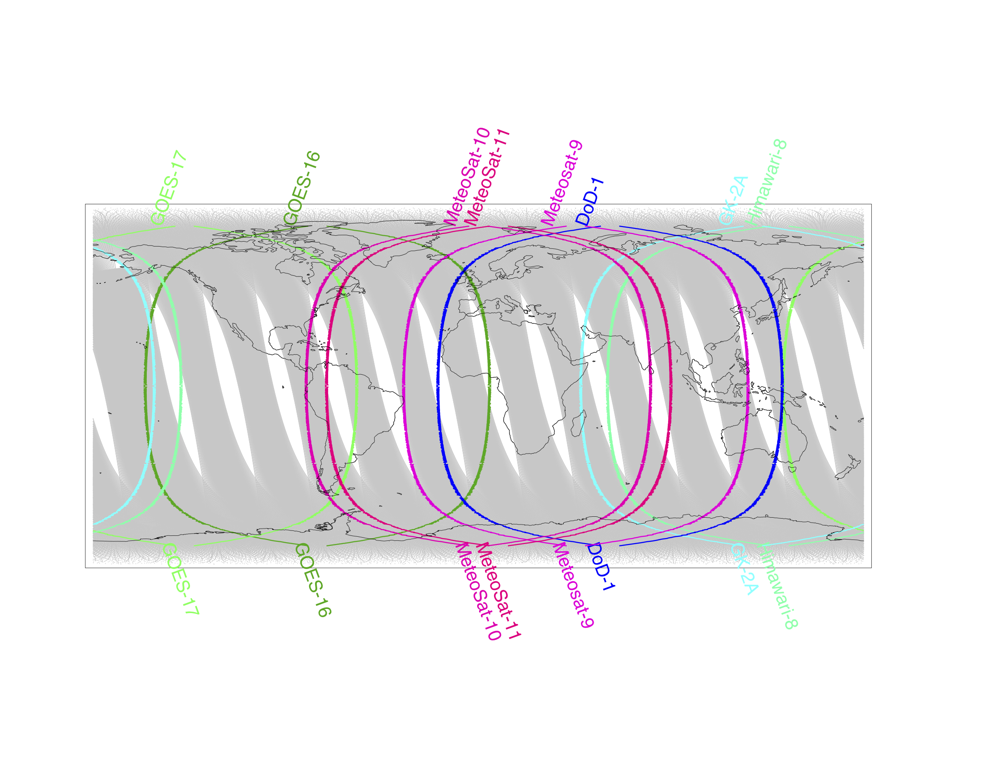 GOES-17
GOES-16
MeteoSat-10
MeteoSat-11
Meteosat-9
DoD-1
GK-2A
Himawari-8
GOES-17
GOES-16
MeteoSat-10
MeteoSat-11
Meteosat-9
DoD-1
GK-2A
Himawari-8